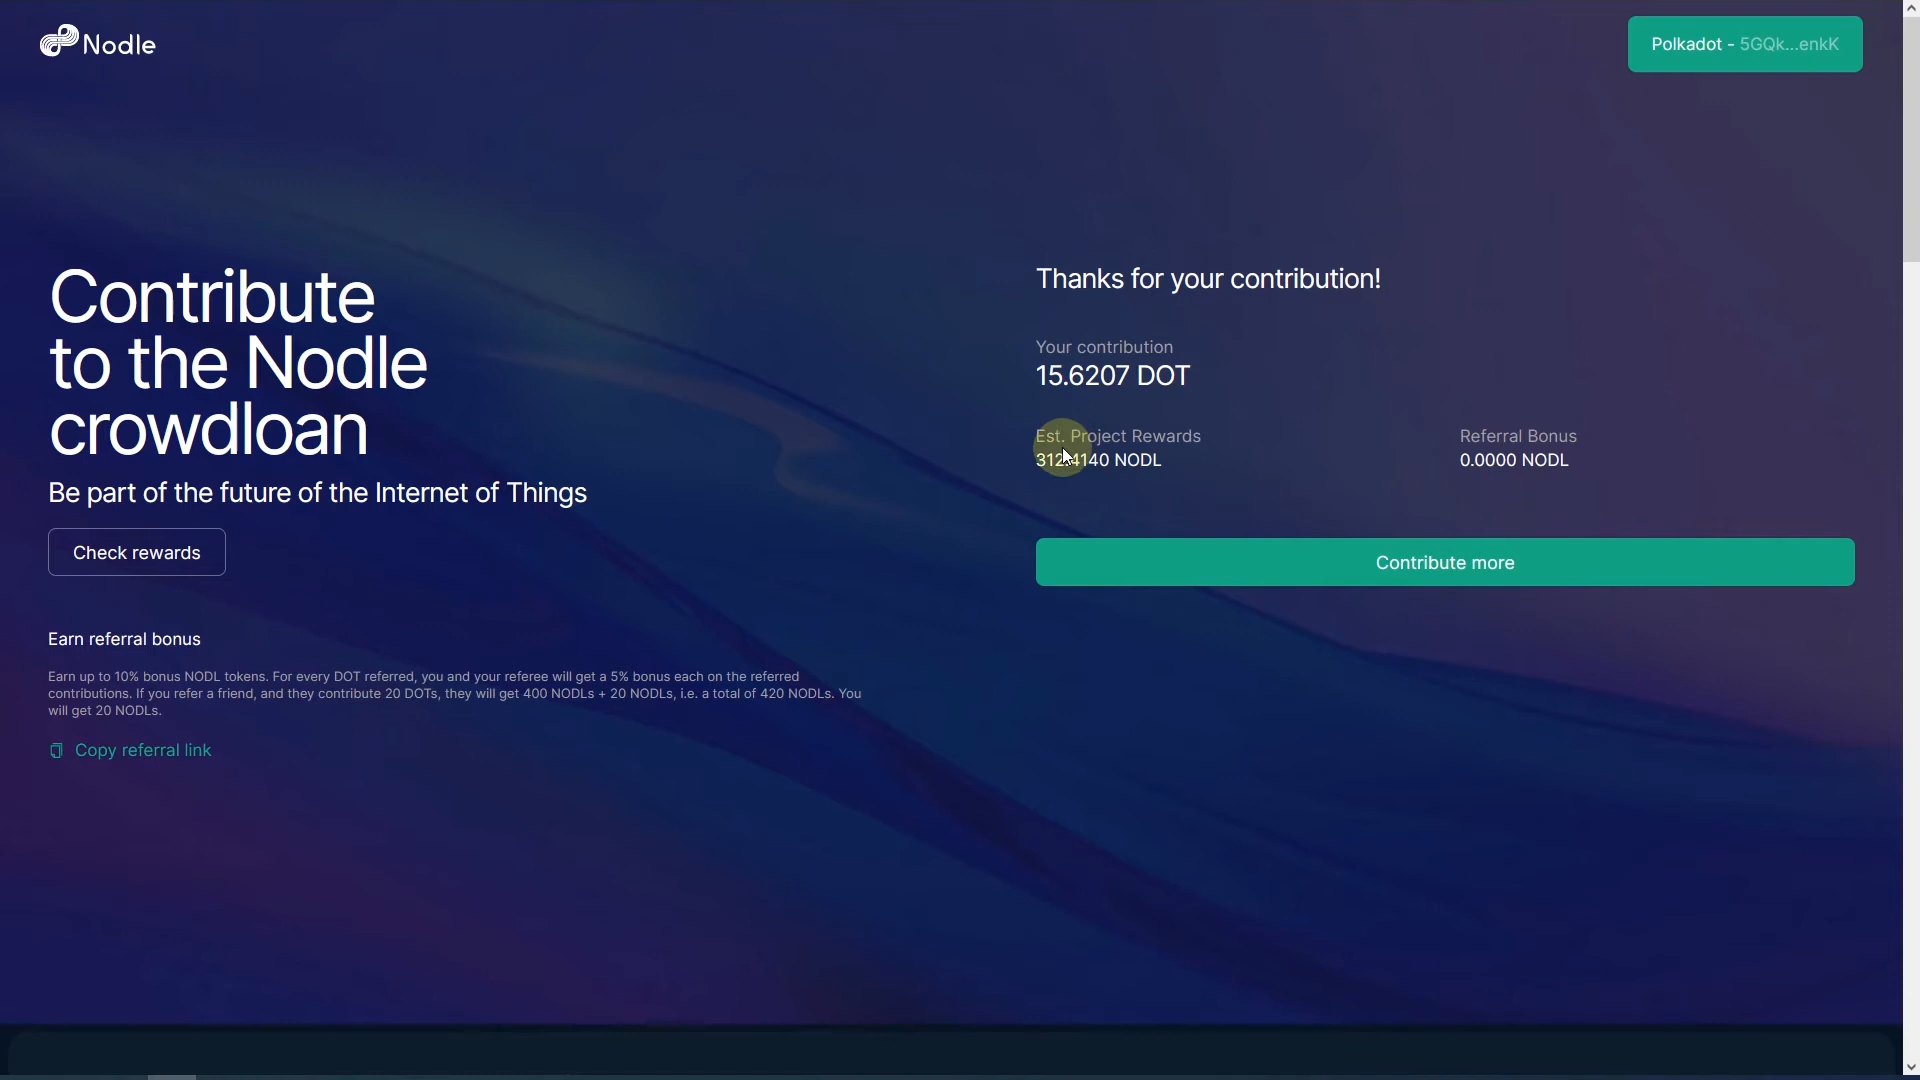 Nodle
Polkadot - 5GQk...enkK
Contribute
to the Nodle
crowdloan
Be part of the future of the Internet of Things
Check rewards
Earn referral bonus
Earn up to 10% bonus NODL tokens. For every DOT referred, you and your referee will get a 5% bonus each on the referred
contributions. If you refer a friend, and they contribute 20 DOTs, they will get 400 NODLs + 20 NODLs, i.e. a total of 420 NODLs. You
will get 20 NODLs.
Copy referral link
Thanks for your contribution!
Your contribution
15.6207 DOT
Est. Project Rewards
312.4140 NODL
Referral Bonus
0.0000 NODL
Contribute more